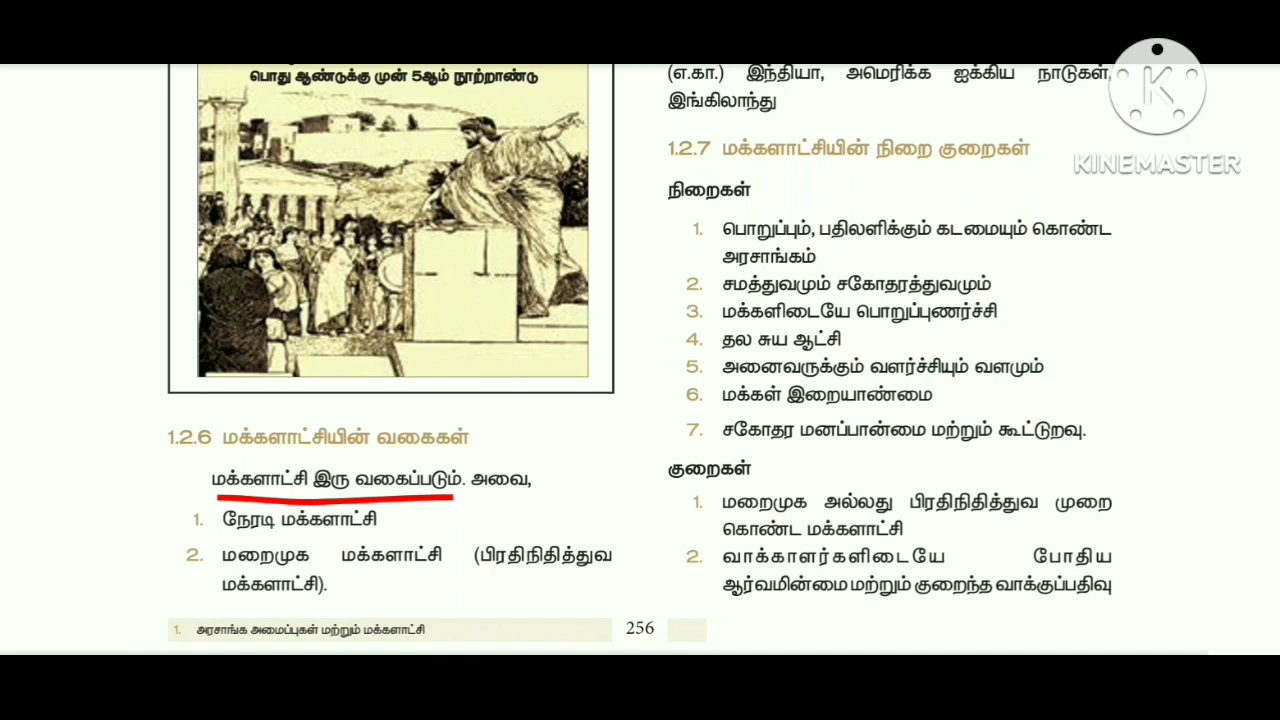 பொது ஆண்டுக்கு முன் 5ஆம் நூற்றாண்டு
1.2.6 மக்களாட்சியின் வகைகள்
மக்களாட்சி இரு வகைப்படும். அவை,
1. நேரடி மக்களாட்சி
2. மறைமுக மக்களாட்சி (பிரதிநிதித்துவ
மக்களாட்சி).
1. அரசாங்க அமைப்புகள் மற்றும் மக்களாட்சி
256
(எ.கா.) இந்தியா, அமெரிக்க ஐக்கிய நாடுகள்,
இங்கிலாந்து
1.2.7 மக்களாட்சியின் நிறை குறைகள்
நிறைகள்
1. பொறுப்பும், பதிலளிக்கும் கடமையும் கொண்ட
அரசாங்கம்
2. சமத்துவமும் சகோதரத்துவமும்
3. மக்களிடையே பொறுப்புணர்ச்சி
4. தல சுய ஆட்சி
5. அனைவருக்கும் வளர்ச்சியும் வளமும்
6. மக்கள் இறையாண்மை
7. சகோதர மனப்பான்மை மற்றும் கூட்டுறவு.
குறைகள்
1. மறைமுக அல்லது பிரதிநிதித்துவ முறை
கொண்ட மக்களாட்சி
2. வாக்காளர்களிடையே போதிய
ஆர்வமின்மை மற்றும் குறைந்த வாக்குப்பதிவு
K
KINEMASTER